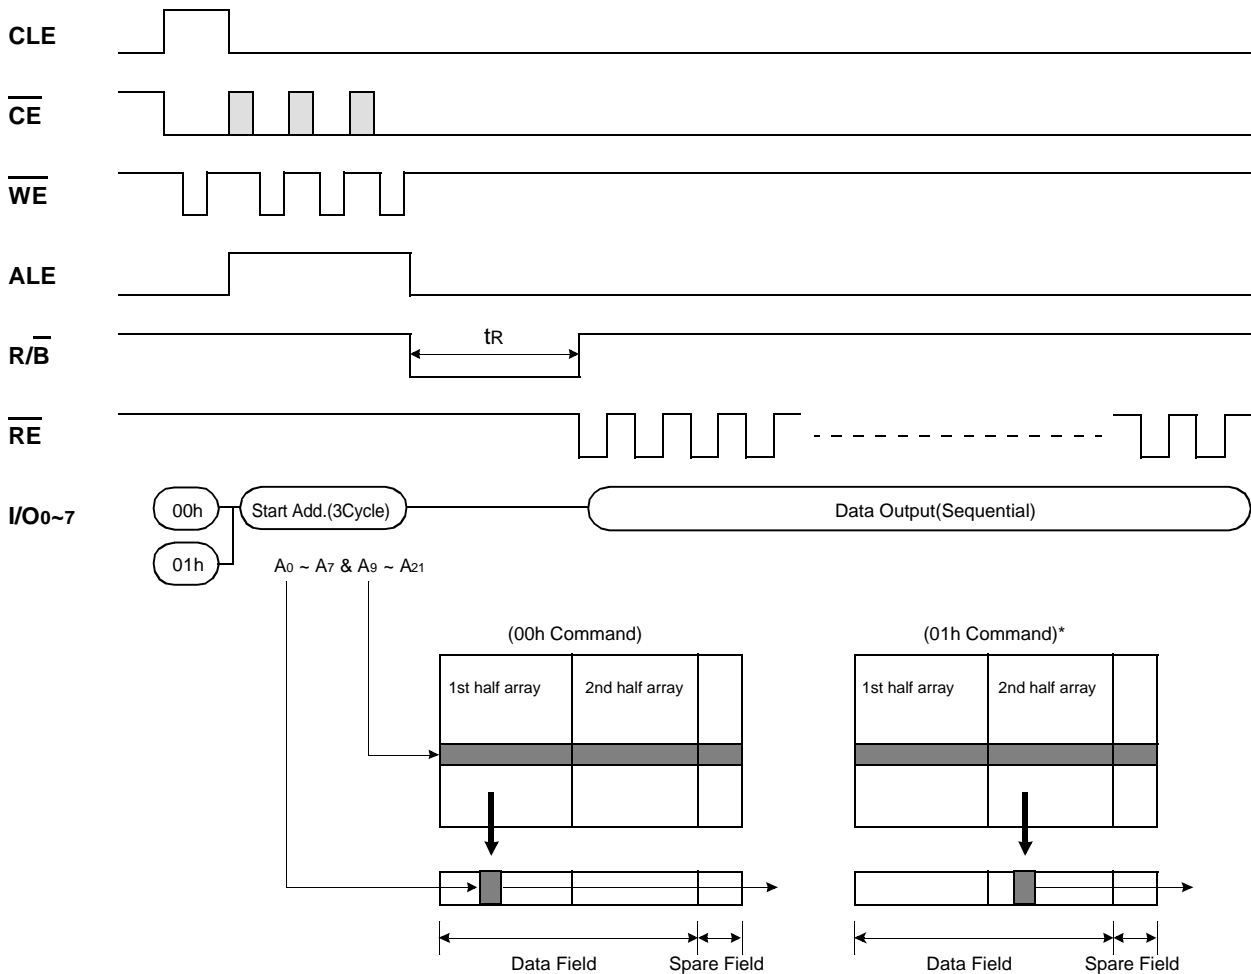 CLE
CE
WE
ALE
R/B
tR
RE
I/O0~7
00h
Start Add.(3Cycle)
Data Output(Sequential)
01h
A0 ~ A7 & A9 ~ A21
(00h Command)
(01h Command)*
1st half array
2nd half array
1st half array
2nd half array
Data Field
Spare Field
Data Field
Spare Field